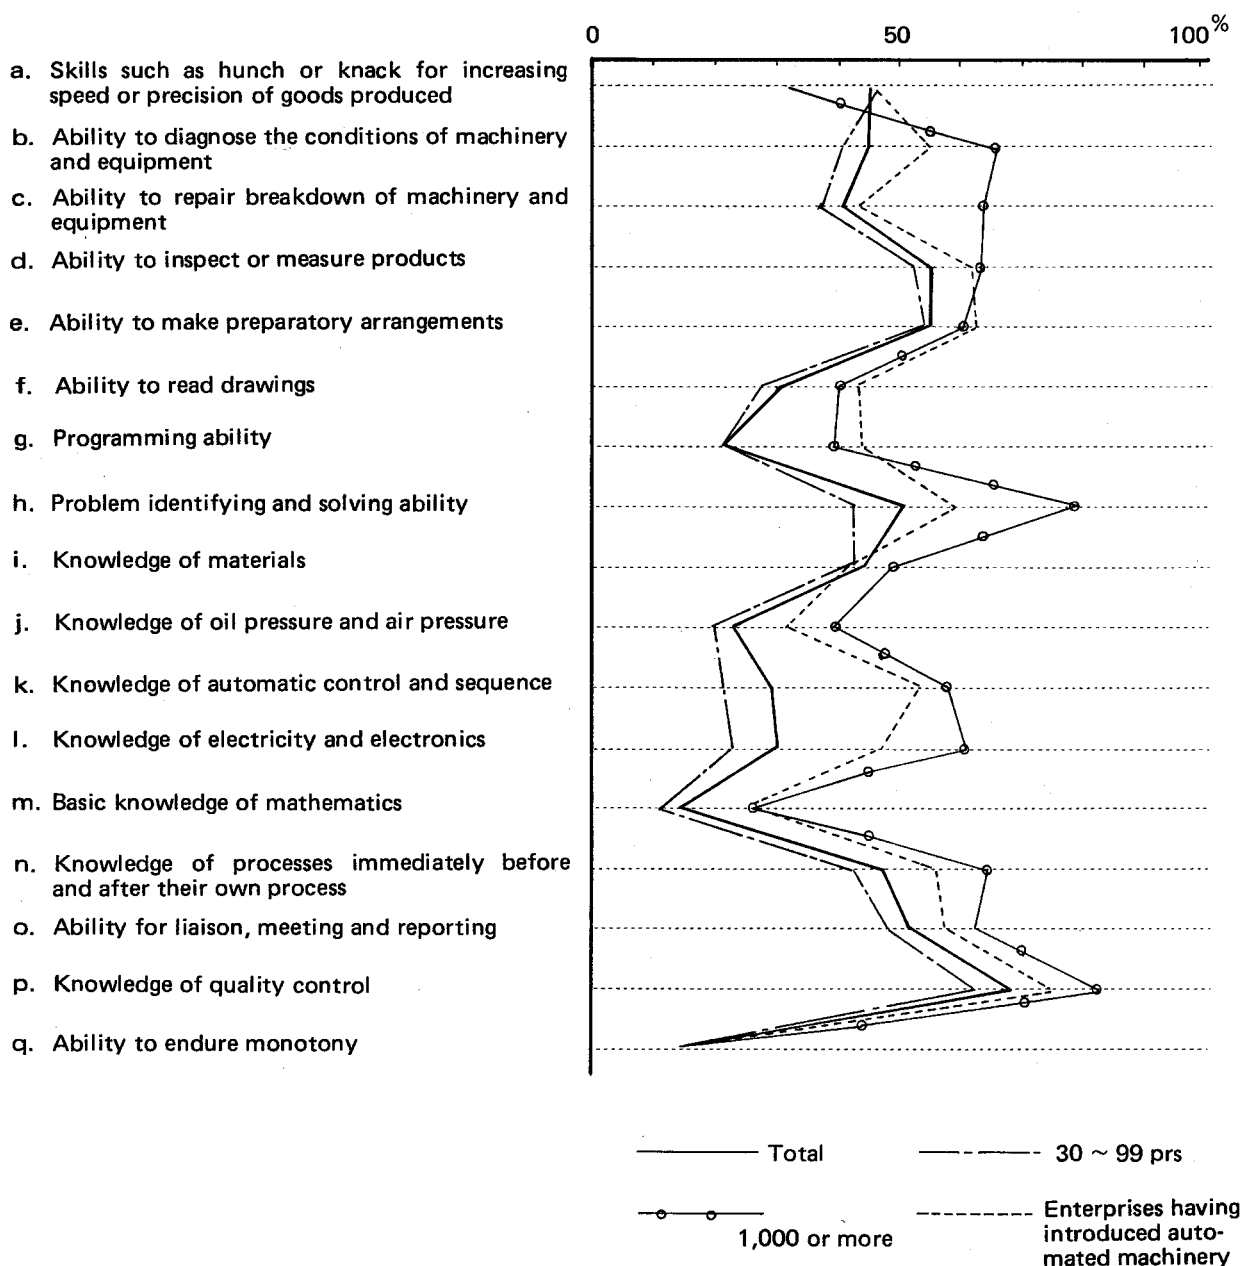 0 50 100%
a. Skills such as hunch or knack for increasing
speed or precision of goods produced
b. Ability to diagnose the conditions of machinery
and equipment
c. Ability to repair breakdown of machinery and
equipment
d. Ability to inspect or measure products
e. Ability to make preparatory arrangements
f. Ability to read drawings
g. Programming ability
h. Problem identifying and solving ability
i. Knowledge of materials
j. Knowledge of oil pressure and air pressure
k. Knowledge of automatic control and sequence
l. Knowledge of electricity and electronics
m. Basic knowledge of mathematics
n. Knowledge of processes immediately before
and after their own process
o. Ability for liaison, meeting and reporting
p. Knowledge of quality control
q. Ability to endure monotony
Total
30 ~ 99 prs
1,000 or more
Enterprises having
introduced auto-
mated machinery